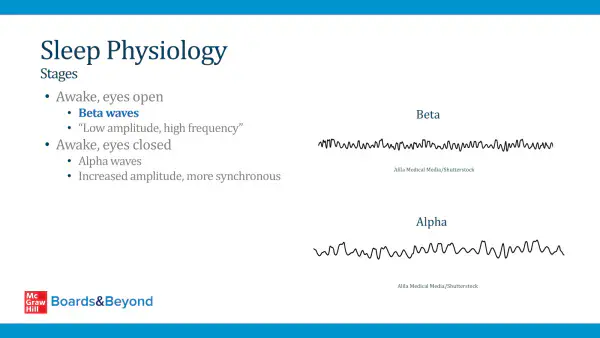 Sleep Physiology
Stages
• Awake, eyes open
• Beta waves
• “Low amplitude, high frequency”
• Awake, eyes closed
• Alpha waves
• Increased amplitude, more synchronous
Beta
Alila Medical Media/Shutterstock
Alpha
Alila Medical Media/Shutterstock
Mc
Graw
Hill
Boards&Beyond